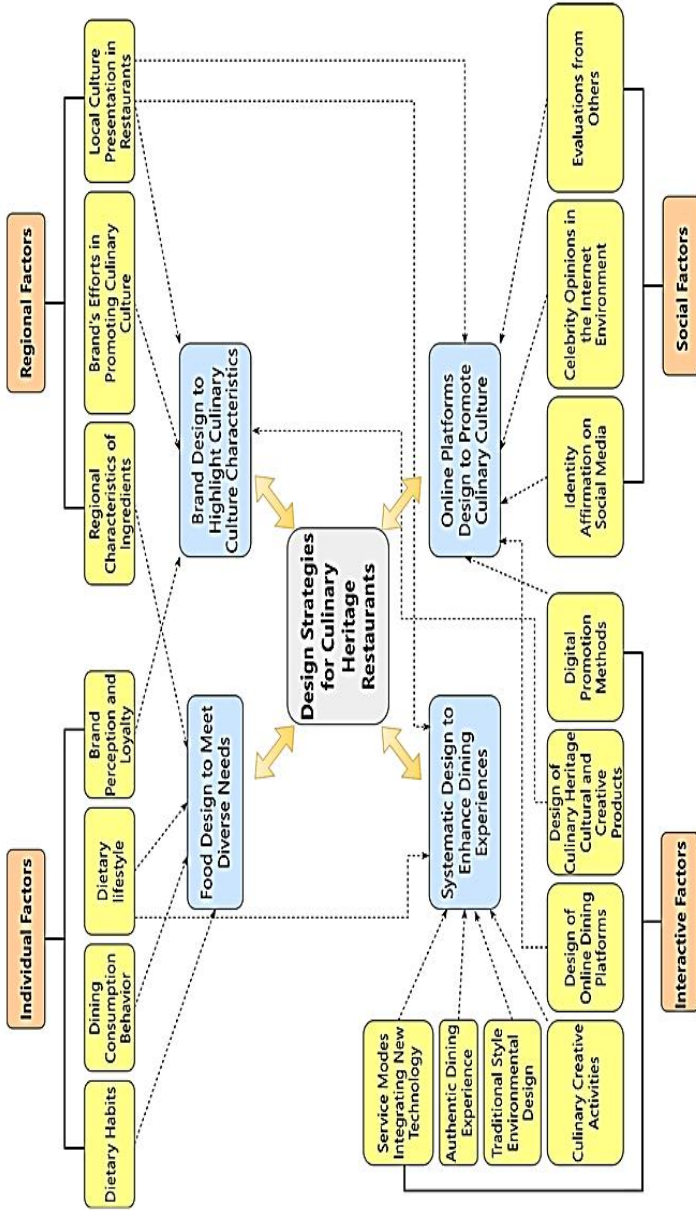 Individual Factors
Regional Factors
Dietary Habits
Dining
Consumption
Behavior
Dietary
lifestyle
Brand
Perception and
Loyalty
Regional
Characteristics of
Ingredients
Brand's Efforts in
Promoting Culinary
Culture
Local Culture
Presentation in
Restaurants
Food Design to Meet
Diverse Needs
Brand Design to
Highlight Culinary
Culture Characteristics
Design Strategies
for Culinary
Heritage
Restaurants
Systematic Design to
Enhance Dining
Experiences
Online Platforms
Design to Promote
Culinary Culture
Service Modes
Integrating New
Technology
Authentic Dining
Experience
Traditional Style
Environmental
Design
Culinary Creative
Activities
Design of
Online Dining
Platforms
Design of
Culinary Heritage
Cultural and
Creative
Products
Digital
Promotion
Methods
Identity
Affirmation on
Social Media
Celebrity Opinions in
the Internet
Environment
Evaluations from
Others
Interactive Factors
Social Factors